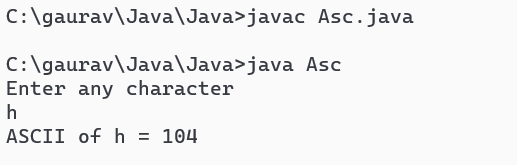 C:\gaurav\Java\Java>javac Asc.java
C:\gaurav\Java\Java>java Asc
Enter any character
h
ASCII of h = 104